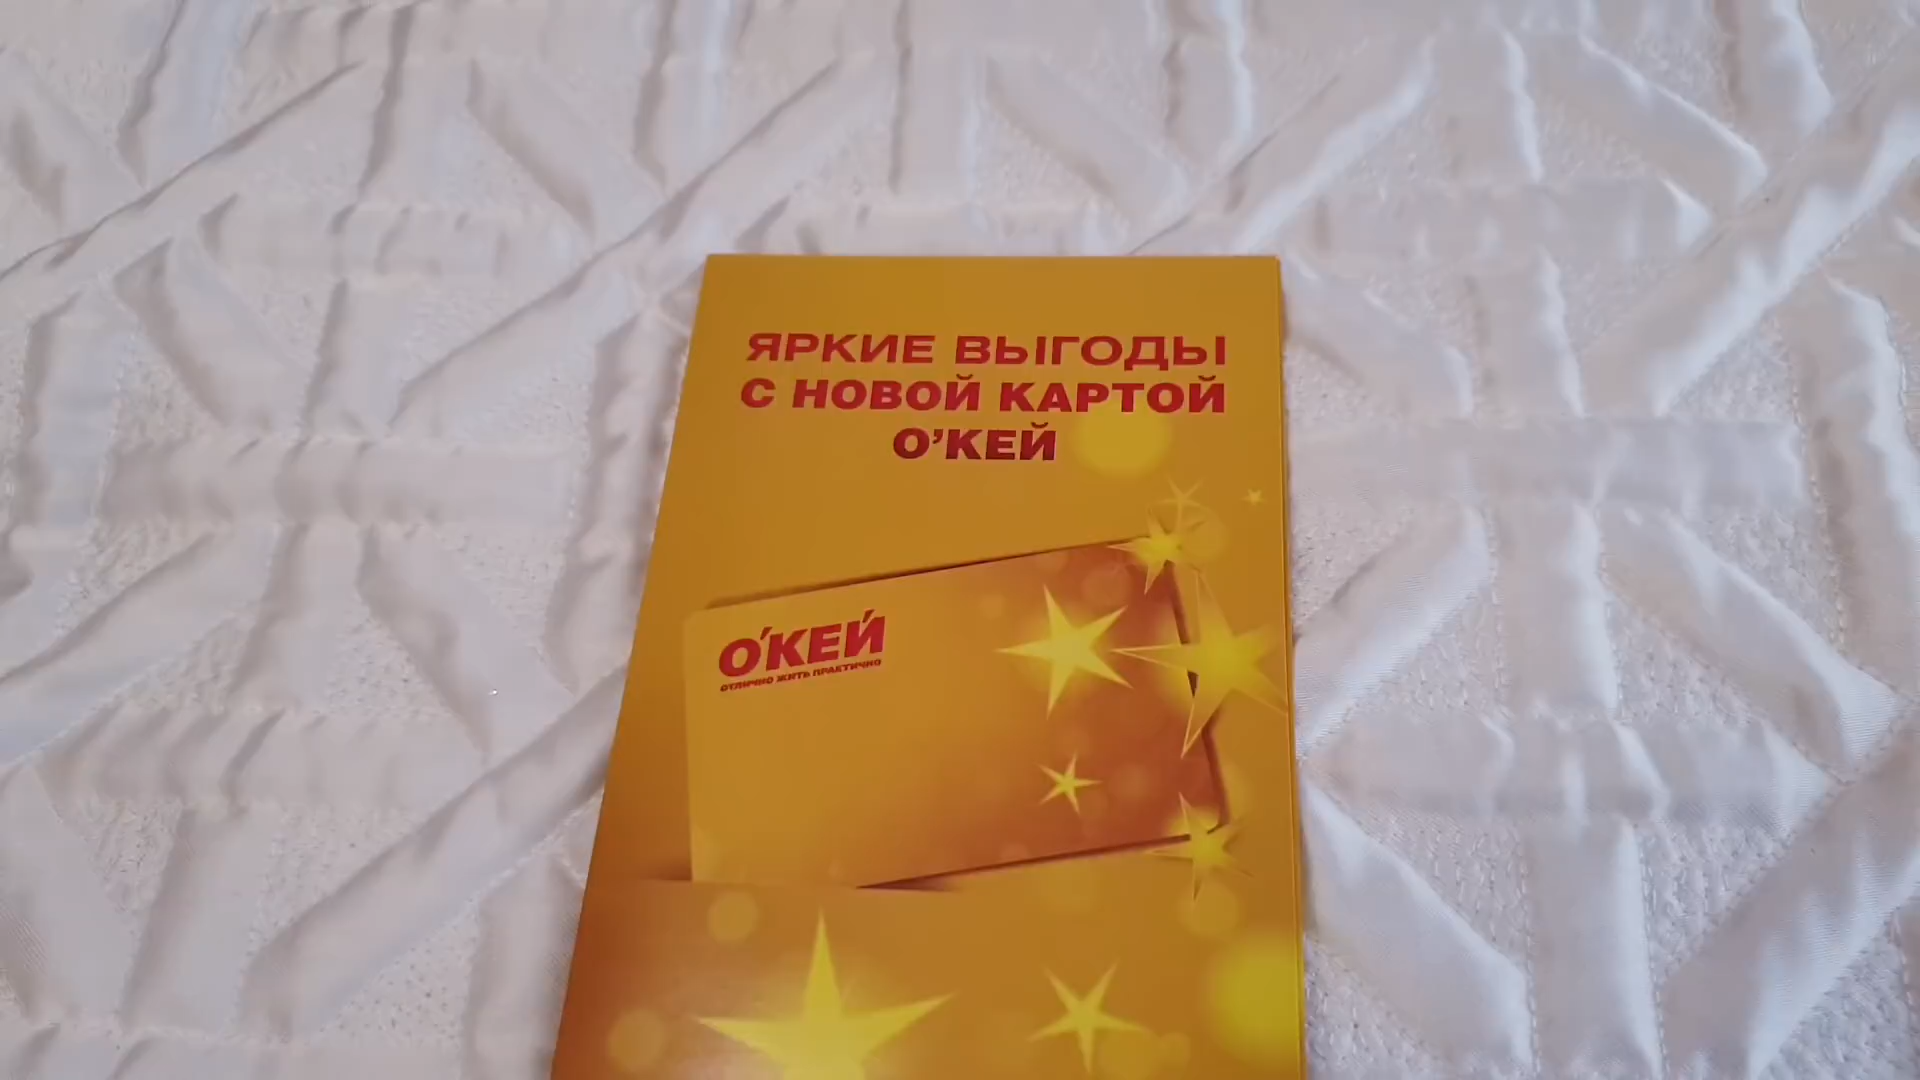 ЯРКИЕ ВЫГОДЫ
С НОВОЙ КАРТОЙ
О’КЕЙ
О’КЕЙ
ОТЛИЧНО ЖИТЬ ПРАКТИЧНО